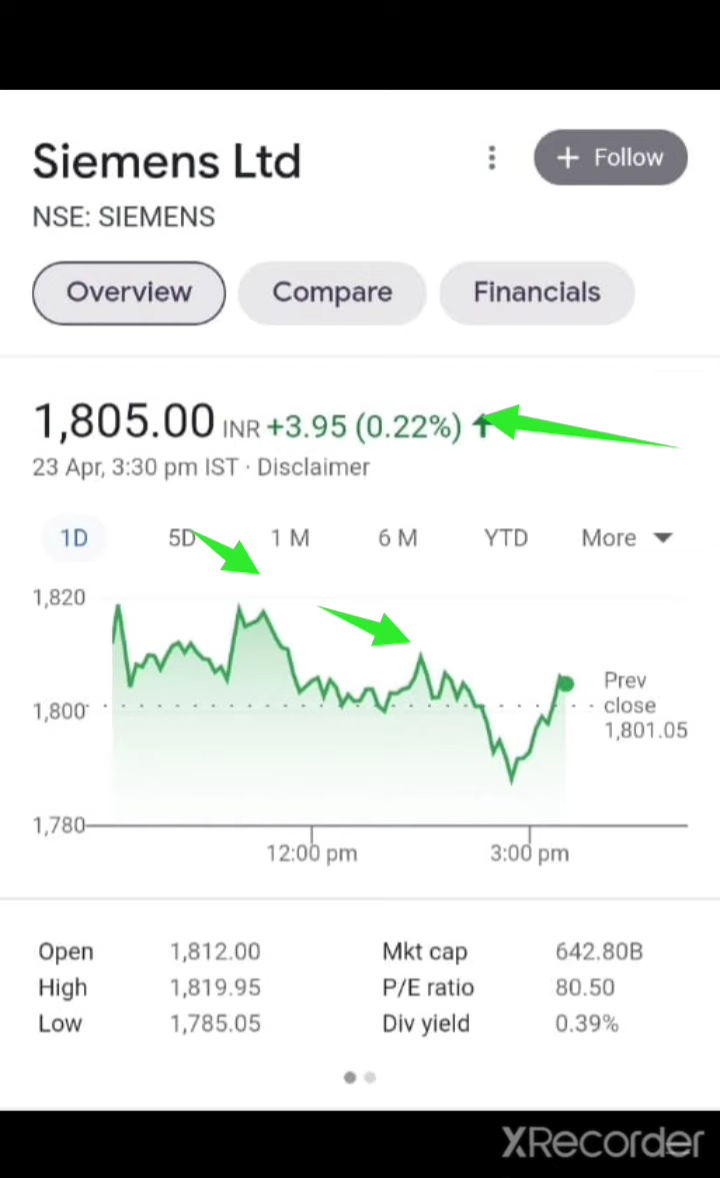 Siemens Ltd
+ Follow
NSE: SIEMENS
Overview Compare Financials
1,805.00 INR +3.95 (0.22%) ↑
23 Apr, 3:30 pm IST · Disclaimer
1D 5D 1 M 6 M YTD More
1,820
1,800
Prev close 1,801.05
1,780
12:00 pm 3:00 pm
Open 1,812.00 Mkt cap 642.80B
High 1,819.95 P/E ratio 80.50
Low 1,785.05 Div yield 0.39%
XRecorder